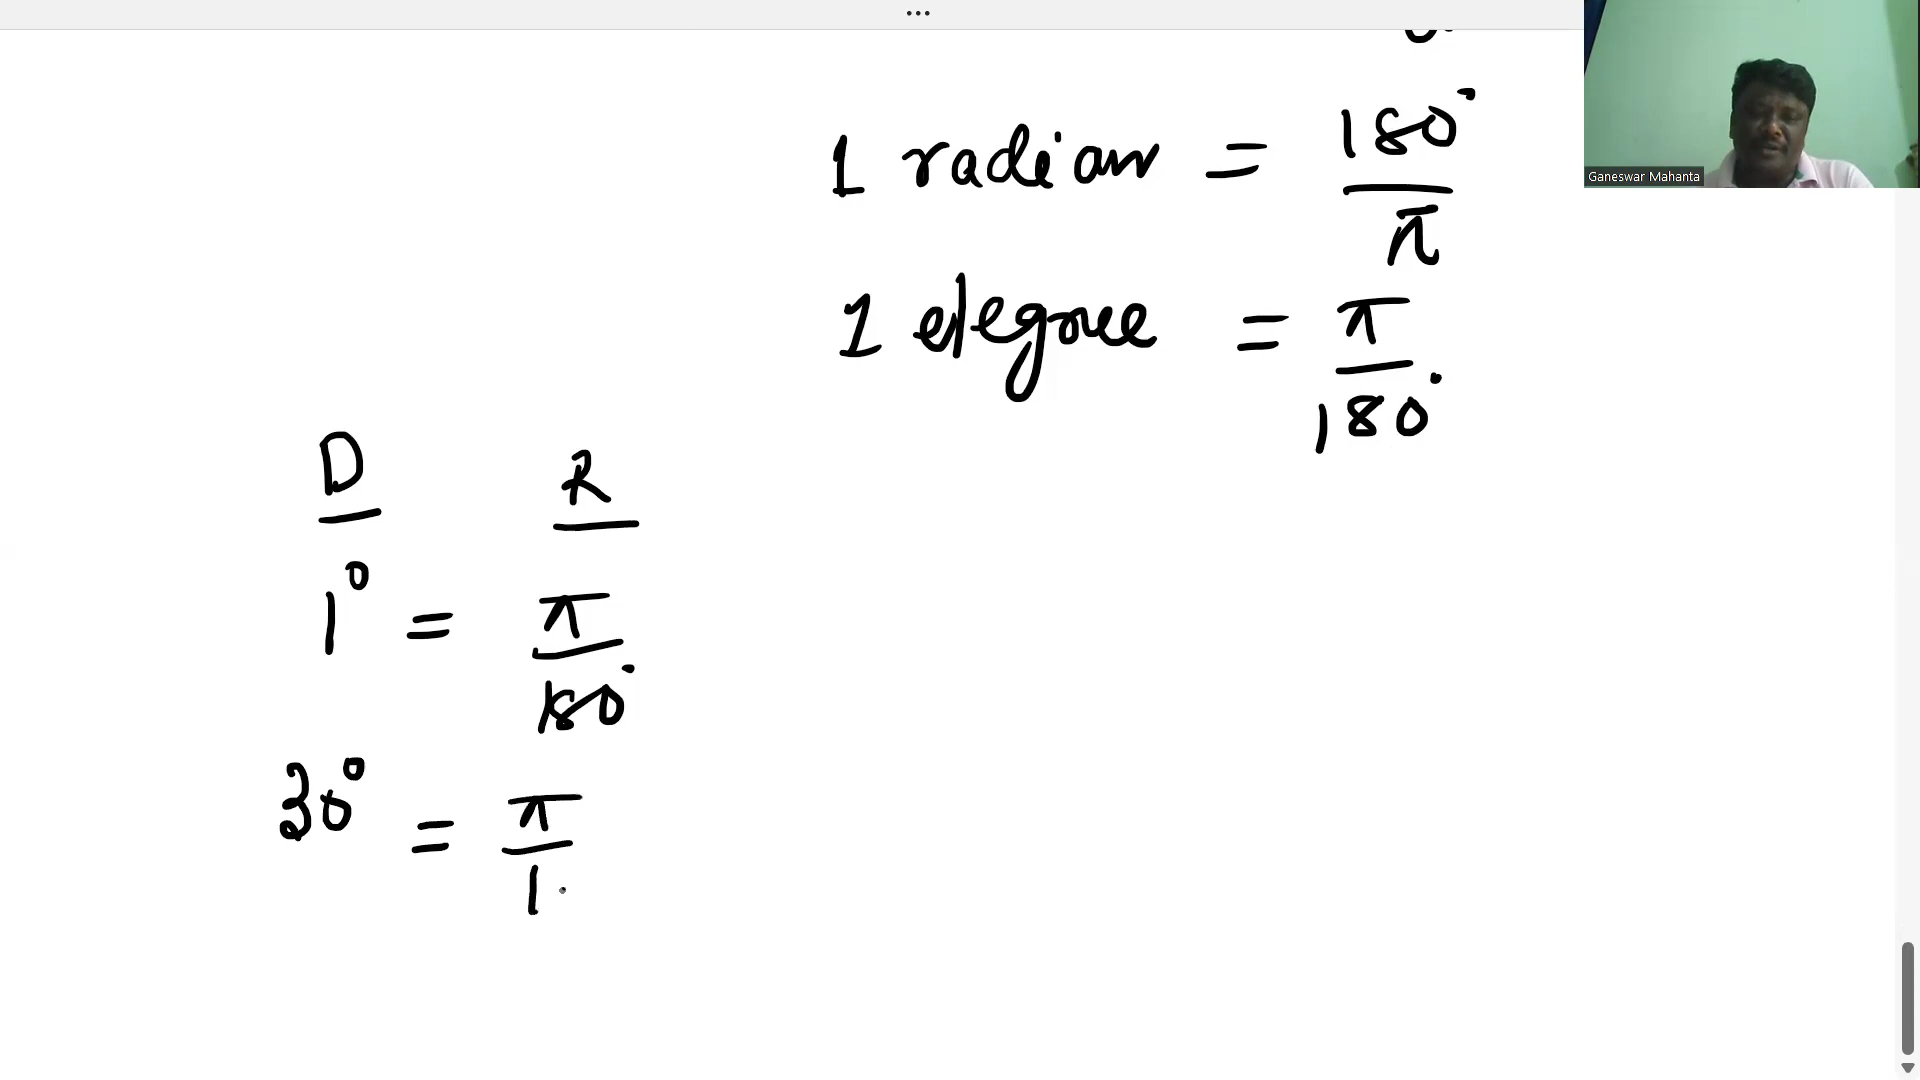 ...
1 radian = 180° / π
Ganeswar Mahanta
1 degree = π / 180°
D R
1° = π / 180°
30° = π / 1